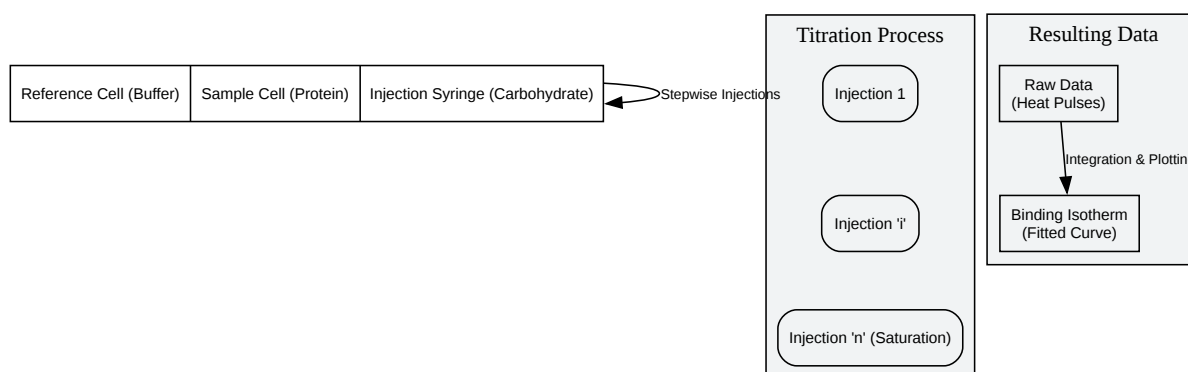 Reference Cell (Buffer)
Sample Cell (Protein)
Injection Syringe (Carbohydrate)
Stepwise Injections
Titration Process
Injection 1
Injection 'i'
Injection 'n' (Saturation)
Resulting Data
Raw Data
(Heat Pulses)
Integration & Plottin
Binding Isotherm
(Fitted Curve)